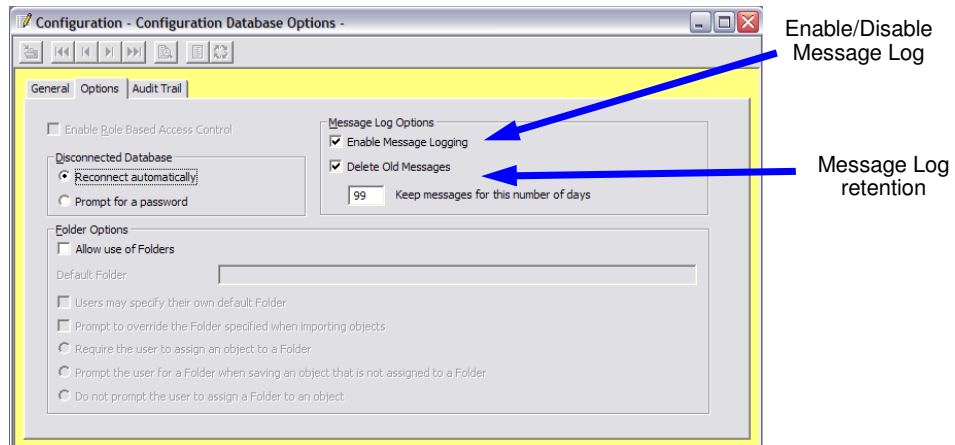 Configuration - Configuration Database Options -
Enable/Disable
Message Log
General Options Audit Trail
Enable Role Based Access Control
Message Log Options
Enable Message Logging
Disconnected Database
Delete Old Messages
Reconnect automatically
Message Log
retention
99 Keep messages for this number of days
Prompt for a password
Folder Options
Allow use of Folders
Default Folder
Users may specify their own default Folder
Prompt to override the Folder specified when importing objects
Require the user to assign an object to a Folder
Prompt the user for a Folder when saving an object that is not assigned to a Folder
Do not prompt the user to assign a Folder to an object